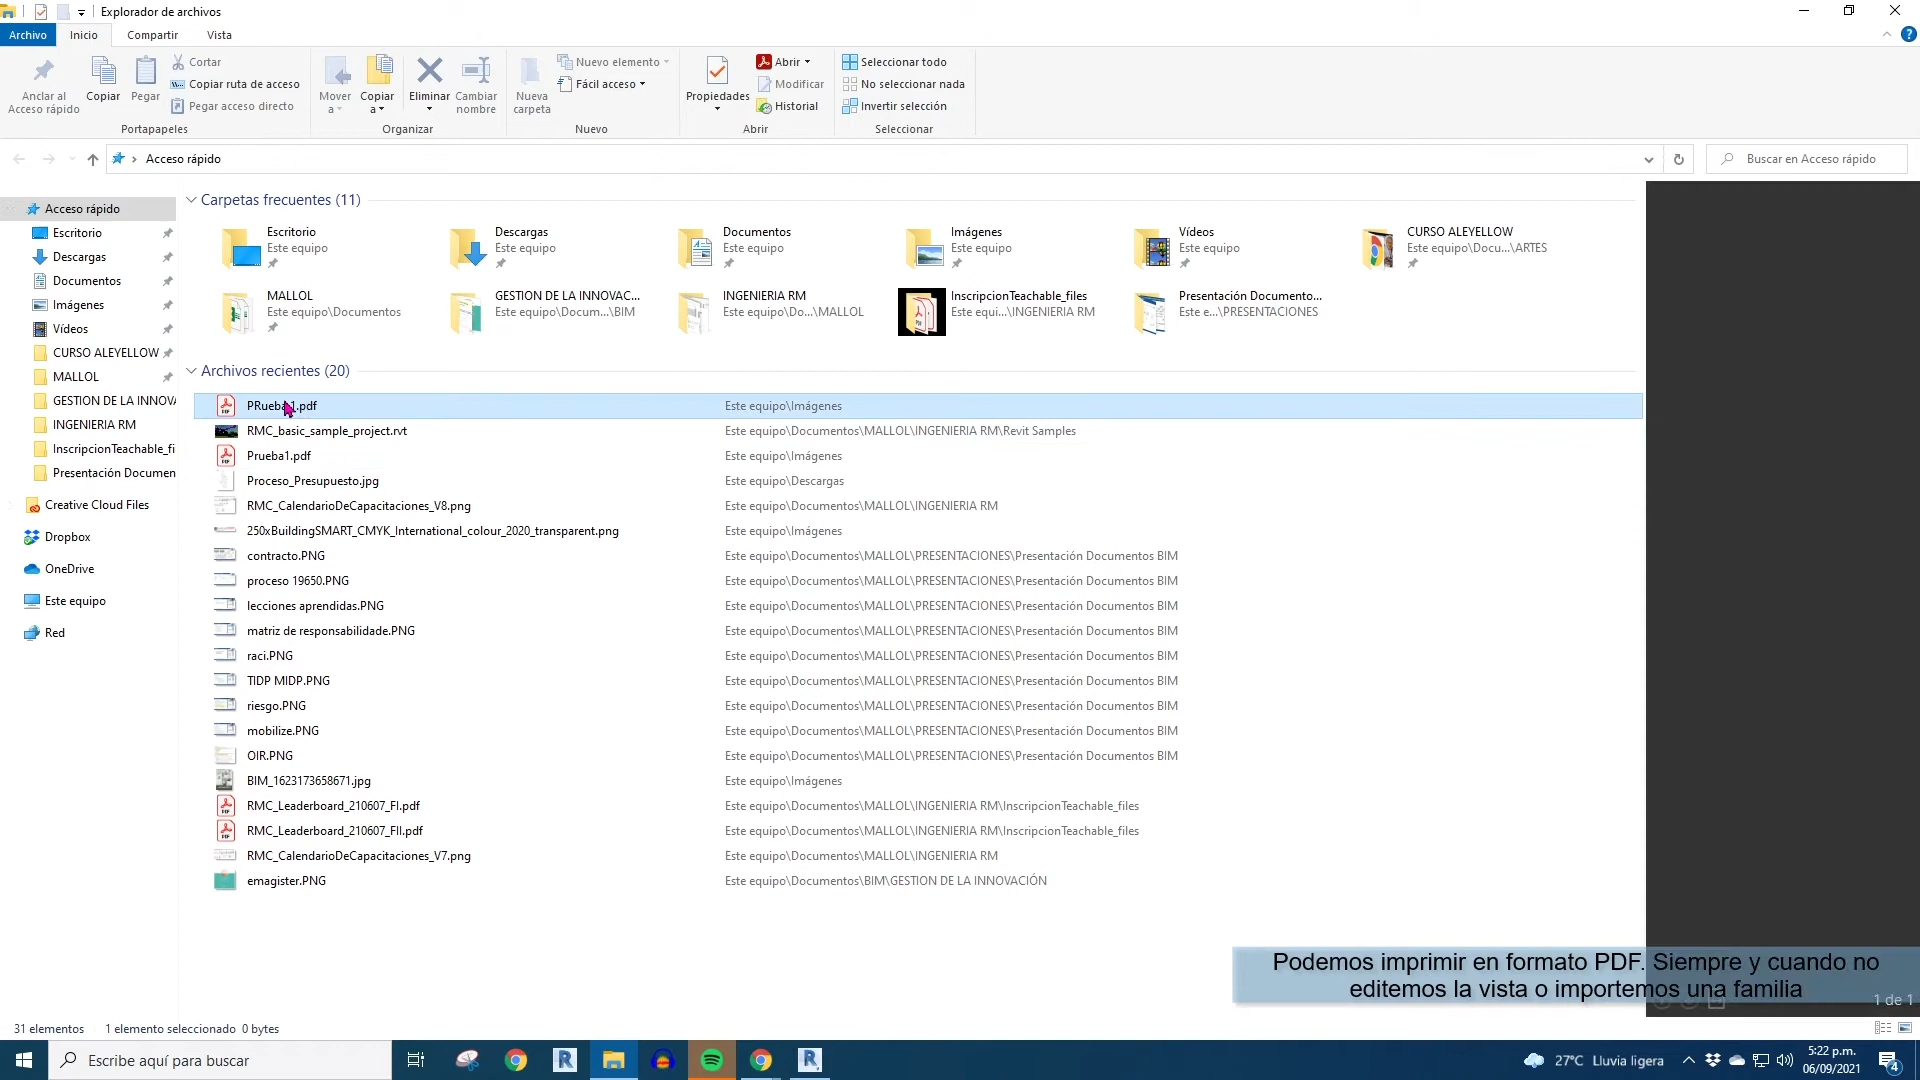 Explorador de archivos
Archivo Inicio Compartir Vista
Anclar al Acceso rápido
Copiar
Pegar
Cortar
Copiar ruta de acceso
Pegar acceso directo
Portapapeles
Mover a
Copiar a
Eliminar
Cambiar nombre
Organizar
Nueva carpeta
Nuevo elemento
Fácil acceso
Nuevo
Propiedades
Abrir
Modificar
Historial
Abrir
Seleccionar todo
No seleccionar nada
Invertir selección
Seleccionar
Acceso rápido
Buscar en Acceso rápido
Acceso rápido
Escritorio
Descargas
Documentos
Imágenes
Vídeos
CURSO ALEYELLOW
MALLOL
GESTION DE LA INNOVA
INGENIERIA RM
InscripcionTeachable_fi
Presentación Documen
Creative Cloud Files
Dropbox
OneDrive
Este equipo
Red
Carpetas frecuentes (11)
Escritorio
Este equipo
Descargas
Este equipo
Documentos
Este equipo
Imágenes
Este equipo
Vídeos
Este equipo
CURSO ALEYELLOW
Este equipo\Docu...\ARTES
MALLOL
Este equipo\Documentos
GESTION DE LA INNOVAC...
Este equipo\Docum...\BIM
INGENIERIA RM
Este equipo\Do...\MALLOL
InscripcionTeachable_files
Este equi...\INGENIERIA RM
Presentación Documento...
Este e...\PRESENTACIONES
Archivos recientes (20)
PRueba1.pdf Este equipo\Imágenes
RMC_basic_sample_project.rvt Este equipo\Documentos\MALLOL\INGENIERIA RM\Revit Samples
Prueba1.pdf Este equipo\Imágenes
Proceso_Presupuesto.jpg Este equipo\Descargas
RMC_CalendarioDeCapacitaciones_V8.png Este equipo\Documentos\MALLOL\INGENIERIA RM
250xBuildingSMART_CMYK_International_colour_2020_transparent.png Este equipo\Imágenes
contracto.PNG Este equipo\Documentos\MALLOL\PRESENTACIONES\Presentación Documentos BIM
proceso 19650.PNG Este equipo\Documentos\MALLOL\PRESENTACIONES\Presentación Documentos BIM
lecciones aprendidas.PNG Este equipo\Documentos\MALLOL\PRESENTACIONES\Presentación Documentos BIM
matriz de responsabilidade.PNG Este equipo\Documentos\MALLOL\PRESENTACIONES\Presentación Documentos BIM
raci.PNG Este equipo\Documentos\MALLOL\PRESENTACIONES\Presentación Documentos BIM
TIDP MIDP.PNG Este equipo\Documentos\MALLOL\PRESENTACIONES\Presentación Documentos BIM
riesgo.PNG Este equipo\Documentos\MALLOL\PRESENTACIONES\Presentación Documentos BIM
mobilize.PNG Este equipo\Documentos\MALLOL\PRESENTACIONES\Presentación Documentos BIM
OIR.PNG Este equipo\Documentos\MALLOL\PRESENTACIONES\Presentación Documentos BIM
BIM_1623173658671.jpg Este equipo\Imágenes
RMC_Leaderboard_210607_FI.pdf Este equipo\Documentos\MALLOL\INGENIERIA RM\InscripcionTeachable_files
RMC_Leaderboard_210607_FII.pdf Este equipo\Documentos\MALLOL\INGENIERIA RM\InscripcionTeachable_files
RMC_CalendarioDeCapacitaciones_V7.png Este equipo\Documentos\MALLOL\INGENIERIA RM
emagister.PNG Este equipo\Documentos\BIM\GESTION DE LA INNOVACIÓN
Podemos imprimir en formato PDF. Siempre y cuando no
editemos la vista o importemos una familia
1 de 1
31 elementos 1 elemento seleccionado 0 bytes
Escribe aquí para buscar
27°C Lluvia ligera
5:22 p.m.
06/09/2021
4